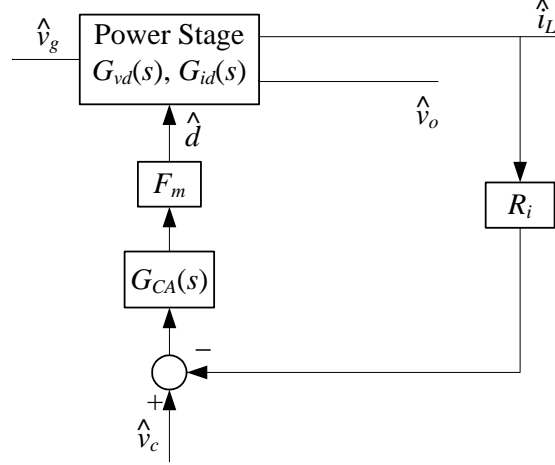 v̂g
Power Stage
Gvd(s), Gid(s)
îL
v̂o
d̂
Fm
Ri
GCA(s)
−
+
v̂c